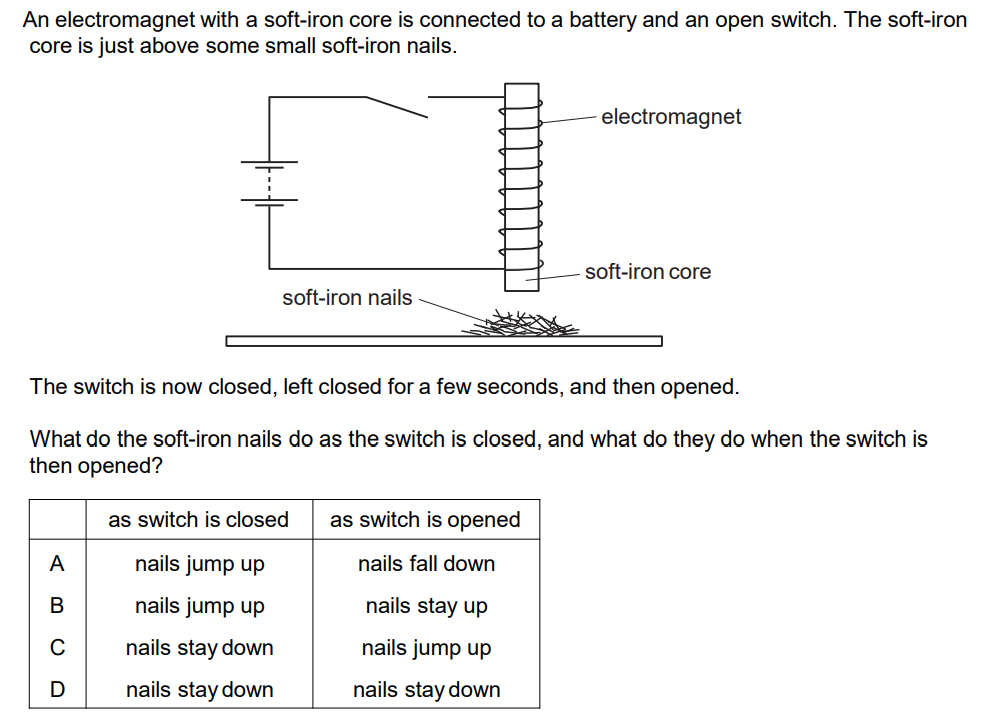 An electromagnet with a soft-iron core is connected to a battery and an open switch. The soft-iron
core is just above some small soft-iron nails.
electromagnet
soft-iron core
soft-iron nails
The switch is now closed, left closed for a few seconds, and then opened.
What do the soft-iron nails do as the switch is closed, and what do they do when the switch is
then opened?
as switch is closed as switch is opened
A nails jump up nails fall down
B nails jump up nails stay up
C nails stay down nails jump up
D nails stay down nails stay down